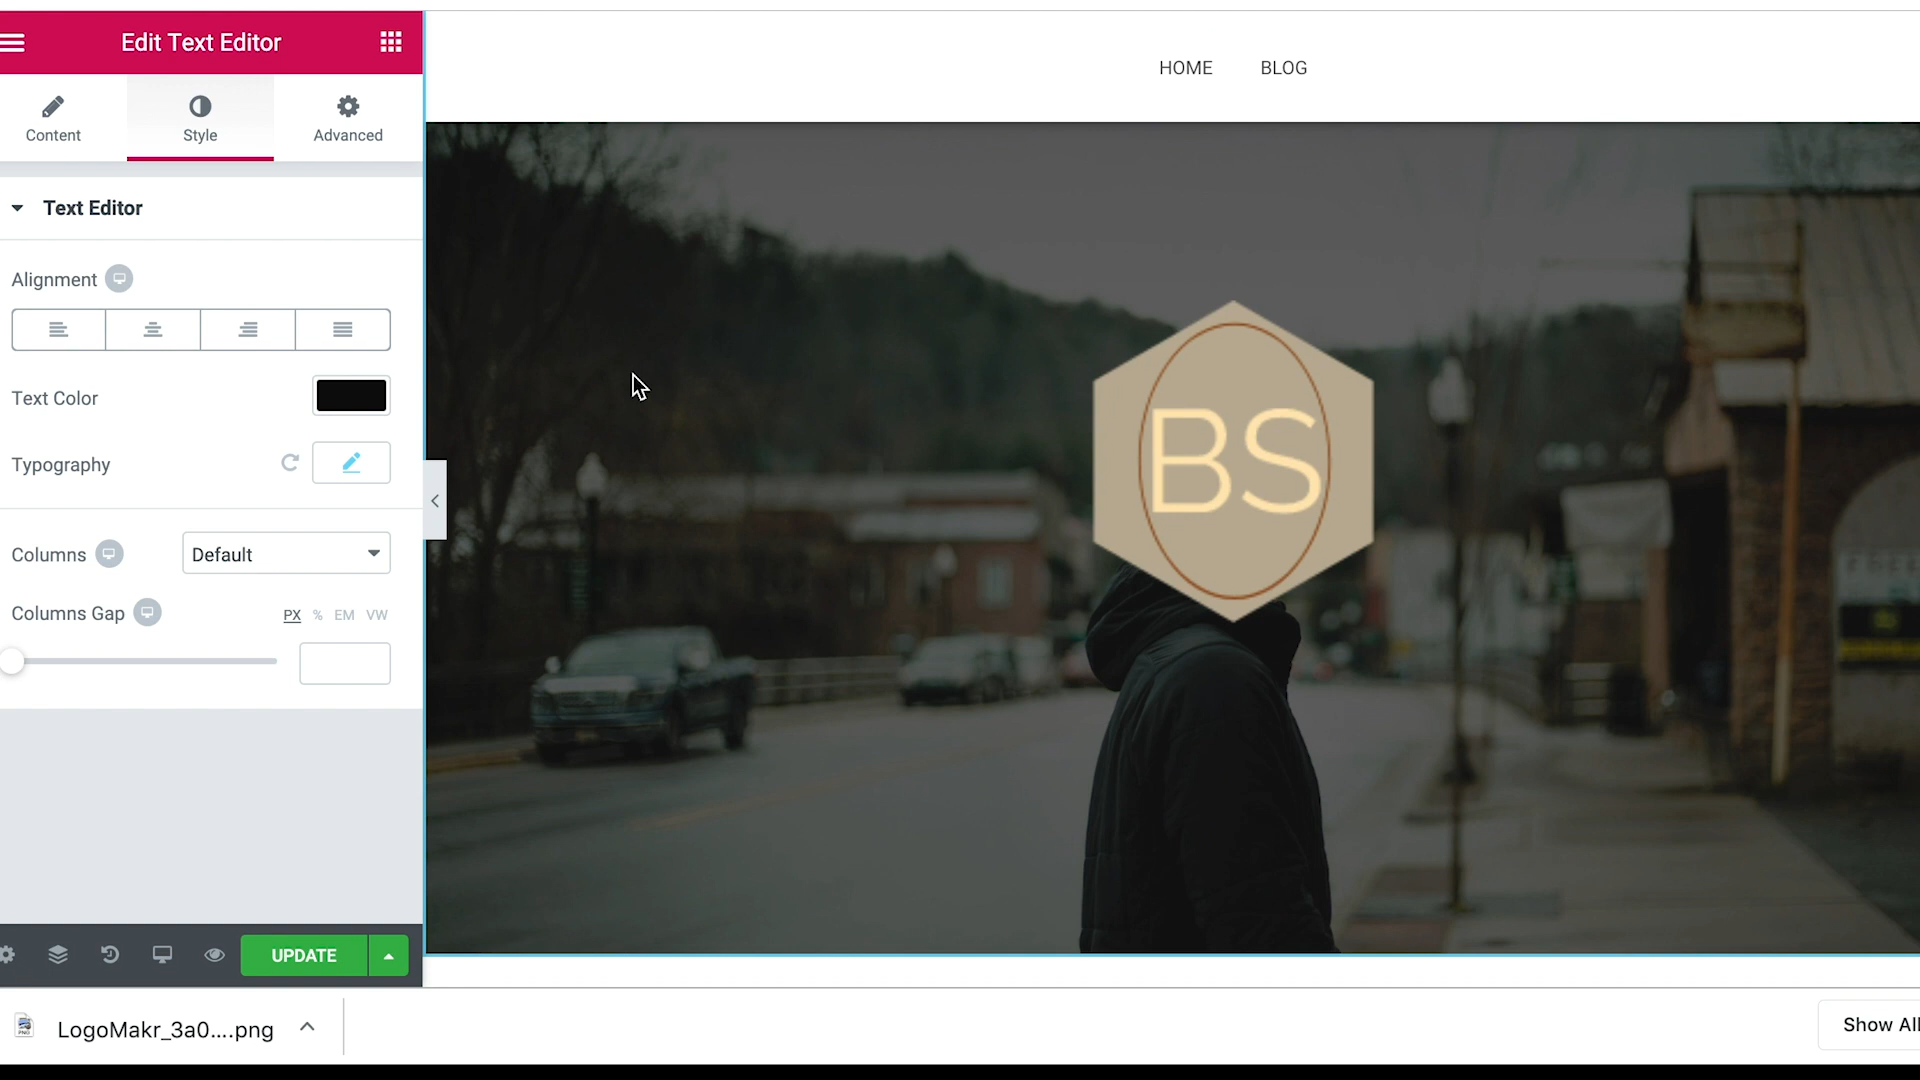 Edit Text Editor
Content
Style
Advanced
HOME
BLOG
Text Editor
Alignment
Text Color
Typography
Columns
Default
Columns Gap
PX
%
EM
VW
BS
UPDATE
LogoMakr_3a0....png
Show All